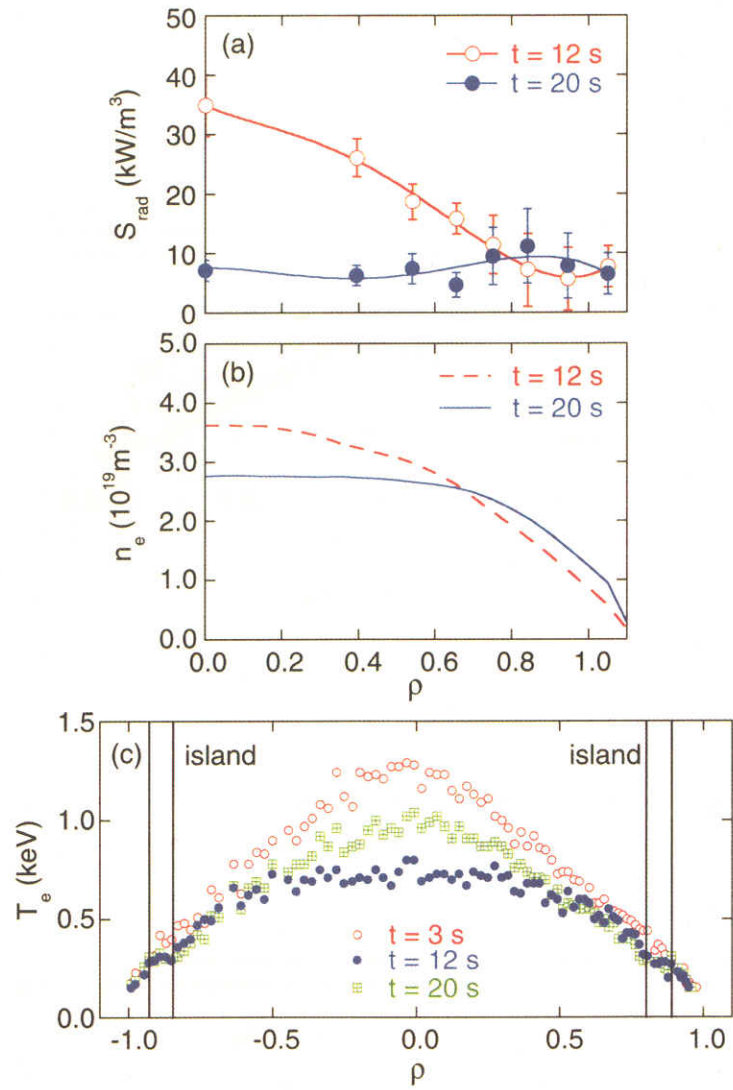 50
(a)
t = 12 s
40
t = 20 s
30
20
10
0
S_rad (kW/m³)
5.0
(b)
t = 12 s
4.0
t = 20 s
3.0
2.0
1.0
0.0
n_e (10¹⁹m⁻³)
0.0 0.2 0.4 0.6 0.8 1.0
ρ
1.5
(c)
island island
1.0
0.5
0.0
T_e (keV)
t = 3 s
t = 12 s
t = 20 s
-1.0 -0.5 0.0 0.5 1.0
ρ